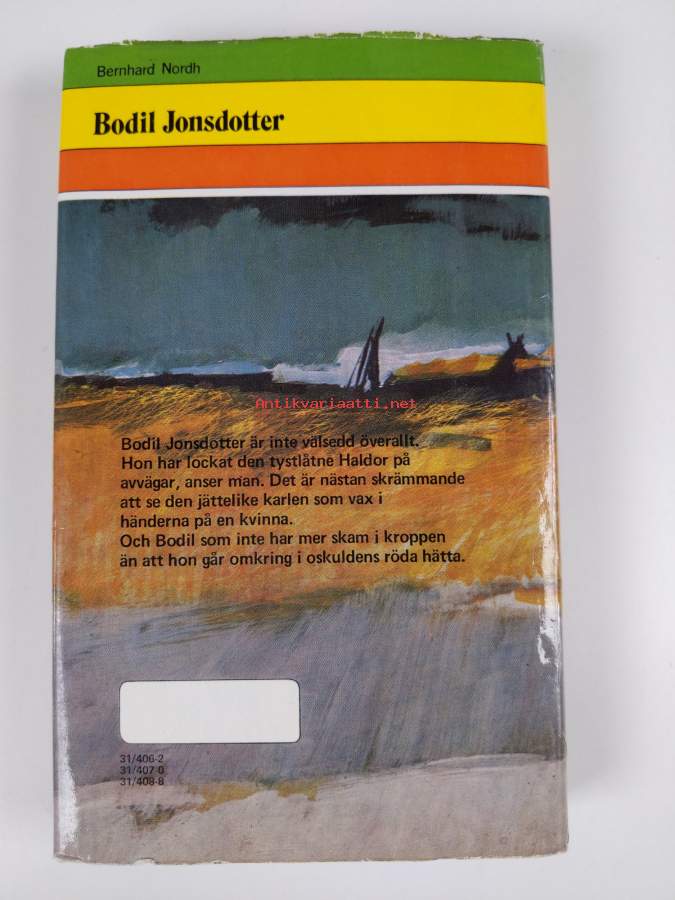 Bernhard Nordh
Bodil Jonsdotter
Antikvariaatti.net
Bodil Jonsdotter är inte välsedd överallt.
Hon har lockat den tystlåtne Haldor på
avvägar, anser man. Det är nästan skrämmande
att se den jättelike karlen som vax i
händerna på en kvinna.
Och Bodil som inte har mer skam i kroppen
än att hon går omkring i oskuldens röda hätta.
31/406-2
31/407-0
31/408-8